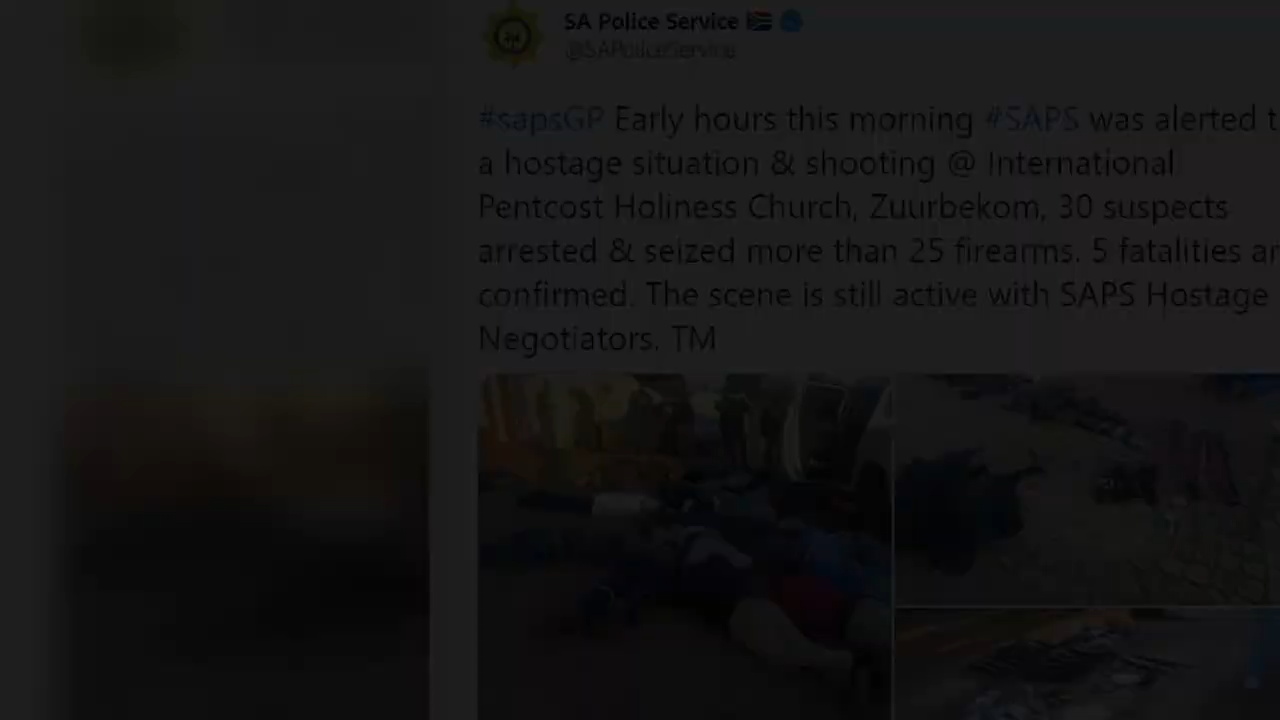 SA Police Service
@SAPoliceService
#sapsGP Early hours this morning #SAPS was alerted
a hostage situation & shooting @ International
Pentcost Holiness Church, Zuurbekom, 30 suspects
arrested & seized more than 25 firearms. 5 fatalities
confirmed. The scene is still active with SAPS Hostage
Negotiators. TM